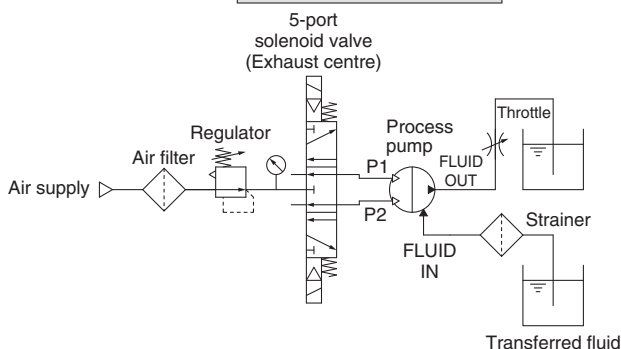 5-port
solenoid valve
(Exhaust centre)
Regulator
Air filter
Air supply
Process
pump
P1
P2
FLUID
OUT
Throttle
FLUID
IN
Strainer
Transferred fluid